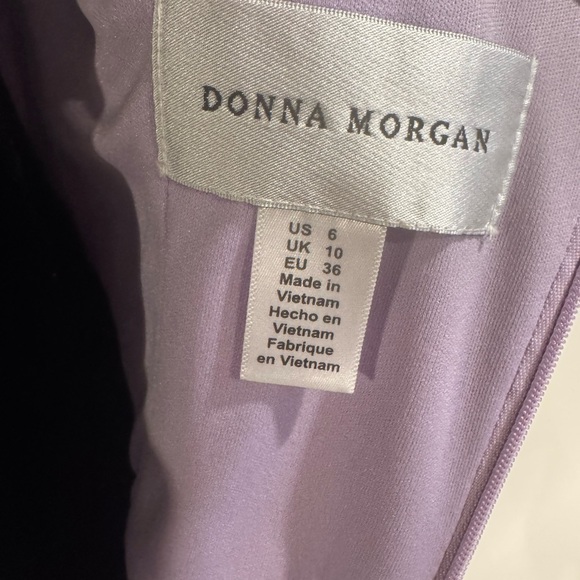 DONNA MORGAN
US 6
UK 10
EU 36
Made in
Vietnam
Hecho en
Vietnam
Fabrique
en Vietnam